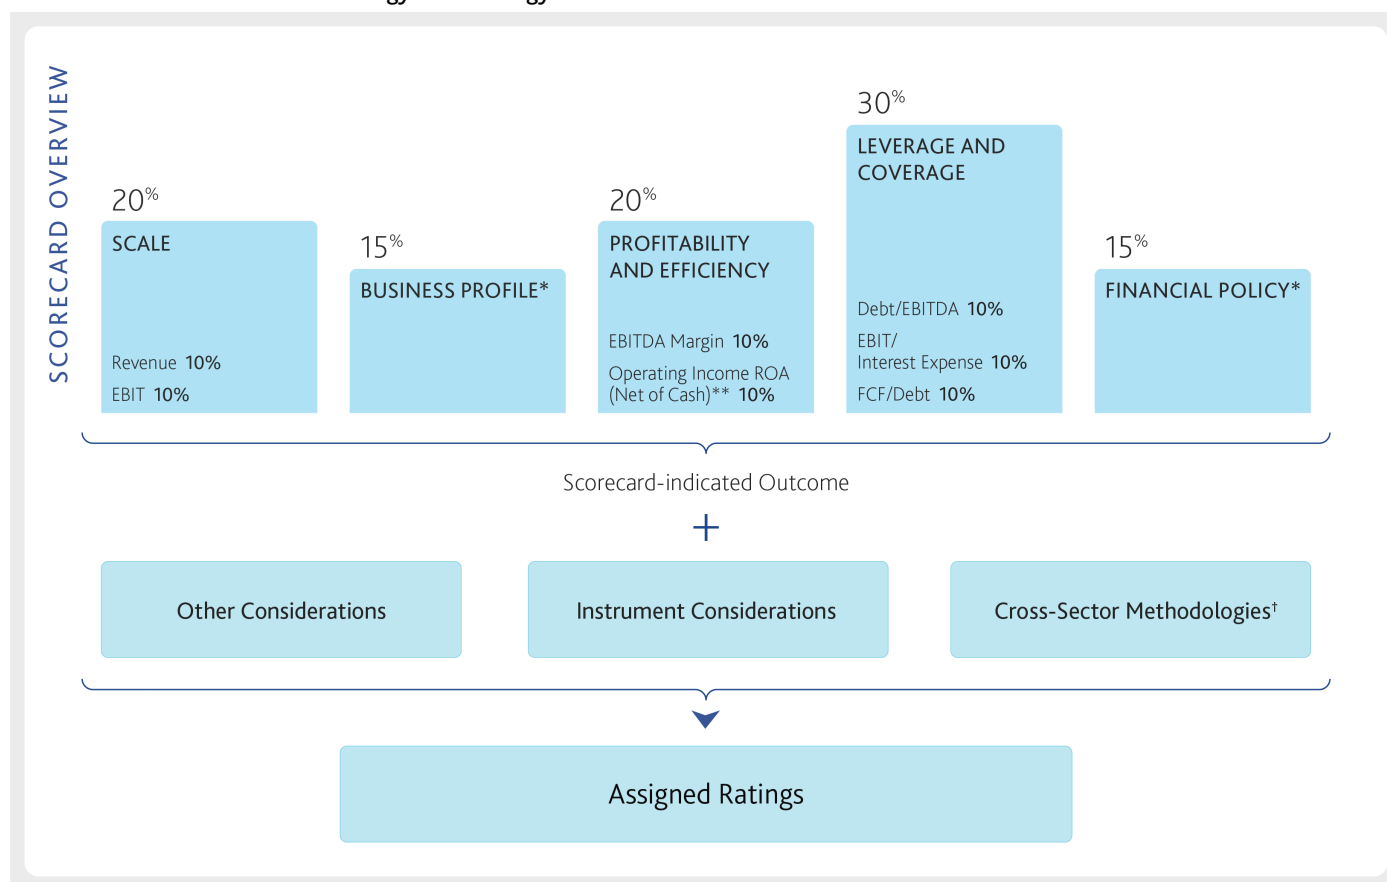 SCORECARD OVERVIEW
20%
SCALE
Revenue 10%
EBIT 10%
15%
BUSINESS PROFILE*
20%
PROFITABILITY
AND EFFICIENCY
EBITDA Margin 10%
Operating Income ROA
(Net of Cash)** 10%
30%
LEVERAGE AND
COVERAGE
Debt/EBITDA 10%
EBIT/
Interest Expense 10%
FCF/Debt 10%
15%
FINANCIAL POLICY*
Scorecard-indicated Outcome
+
Other Considerations
Instrument Considerations
Cross-Sector Methodologies†
Assigned Ratings